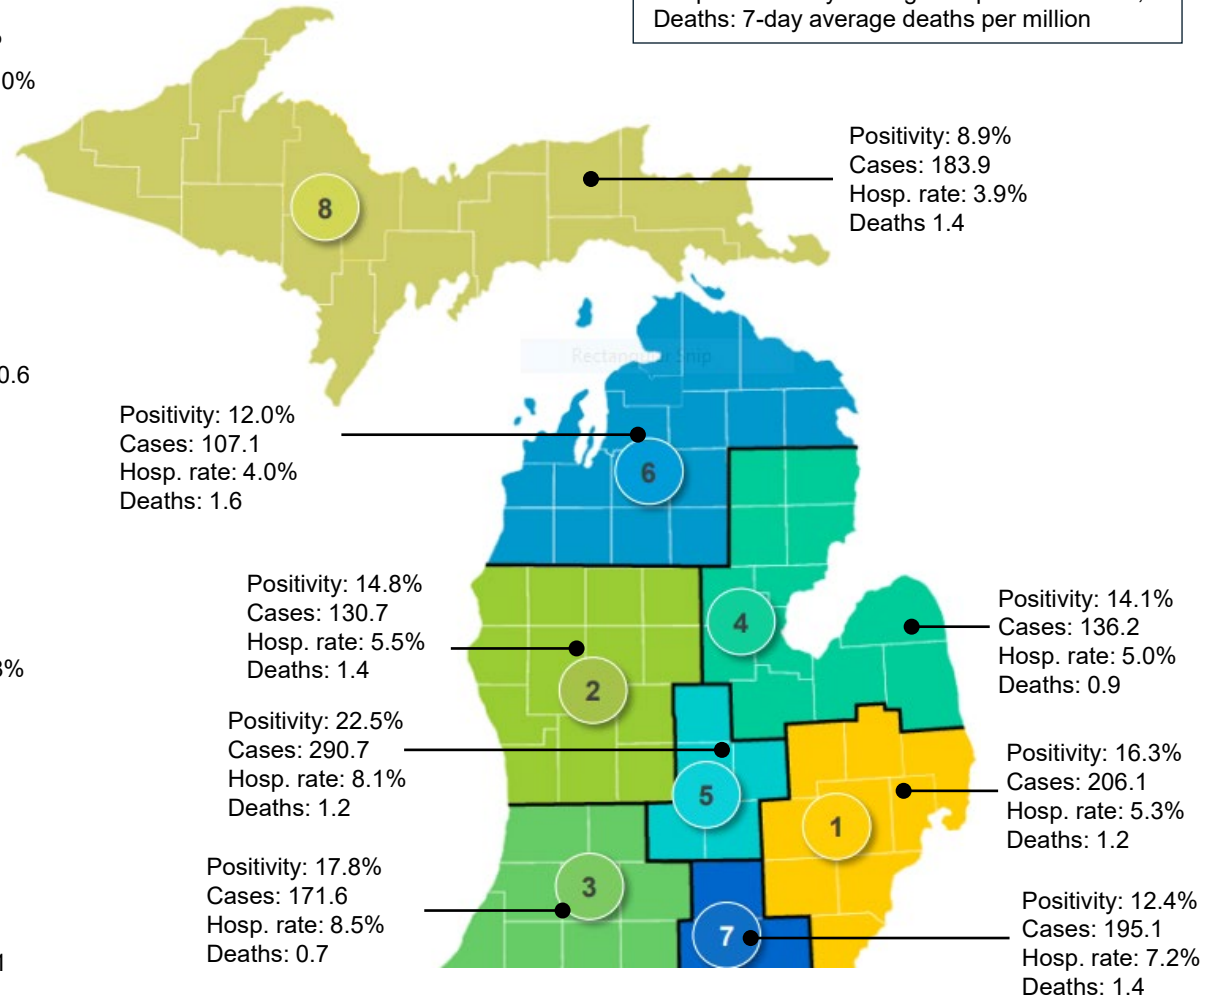 Deaths: 7-day average deaths per million
0%
Positivity: 8.9%
Cases: 183.9
Hosp. rate: 3.9%
Deaths 1.4
8
Rectangular Snip
0.6
Positivity: 12.0%
Cases: 107.1
Hosp. rate: 4.0%
Deaths: 1.6
6
Positivity: 14.8%
Cases: 130.7
Hosp. rate: 5.5%
Deaths: 1.4
2
4
Positivity: 14.1%
Cases: 136.2
Hosp. rate: 5.0%
Deaths: 0.9
Positivity: 22.5%
Cases: 290.7
Hosp. rate: 8.1%
Deaths: 1.2
5
Positivity: 16.3%
Cases: 206.1
Hosp. rate: 5.3%
Deaths: 1.2
1
Positivity: 17.8%
Cases: 171.6
Hosp. rate: 8.5%
Deaths: 0.7
3
7
Positivity: 12.4%
Cases: 195.1
Hosp. rate: 7.2%
Deaths: 1.4